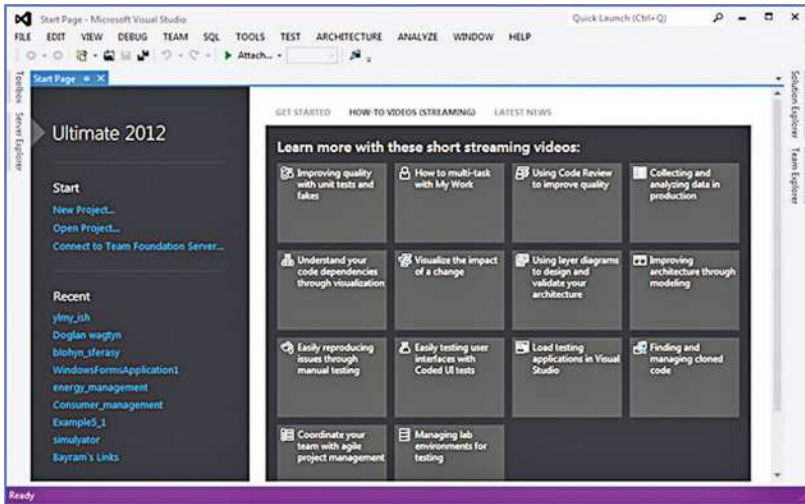 Start Page - Microsoft Visual Studio
Quick Launch (Ctrl+Q)
FILE EDIT VIEW DEBUG TEAM SQL TOOLS TEST ARCHITECTURE ANALYZE WINDOW HELP
Attach...
Toolbox
Server Explorer
Start Page
Solution Explorer
Team Explorer
Ultimate 2012
Start
New Project...
Open Project...
Connect to Team Foundation Server...
Recent
ylmy_ish
Doglan wagtyn
blohyn_sferasy
WindowsFormsApplication1
energy_management
Consumer_management
Example5_1
simulyator
Bayram`s Links
GET STARTED HOW-TO VIDEOS (STREAMING) LATEST NEWS
Learn more with these short streaming videos:
Improving quality
with unit tests and
fakes
How to multi-task
with My Work
Using Code Review
to improve quality
Collecting and
analyzing data in
production
Understand your
code dependencies
through visualization
Visualize the impact
of a change
Using layer diagrams
to design and
validate your
architecture
Improving
architecture through
modeling
Easily reproducing
issues through
manual testing
Easily testing user
interfaces with
Coded UI tests
Load testing
applications in Visual
Studio
Finding and
managing cloned
code
Coordinate your
team with agile
project management
Managing lab
environments for
testing
Ready